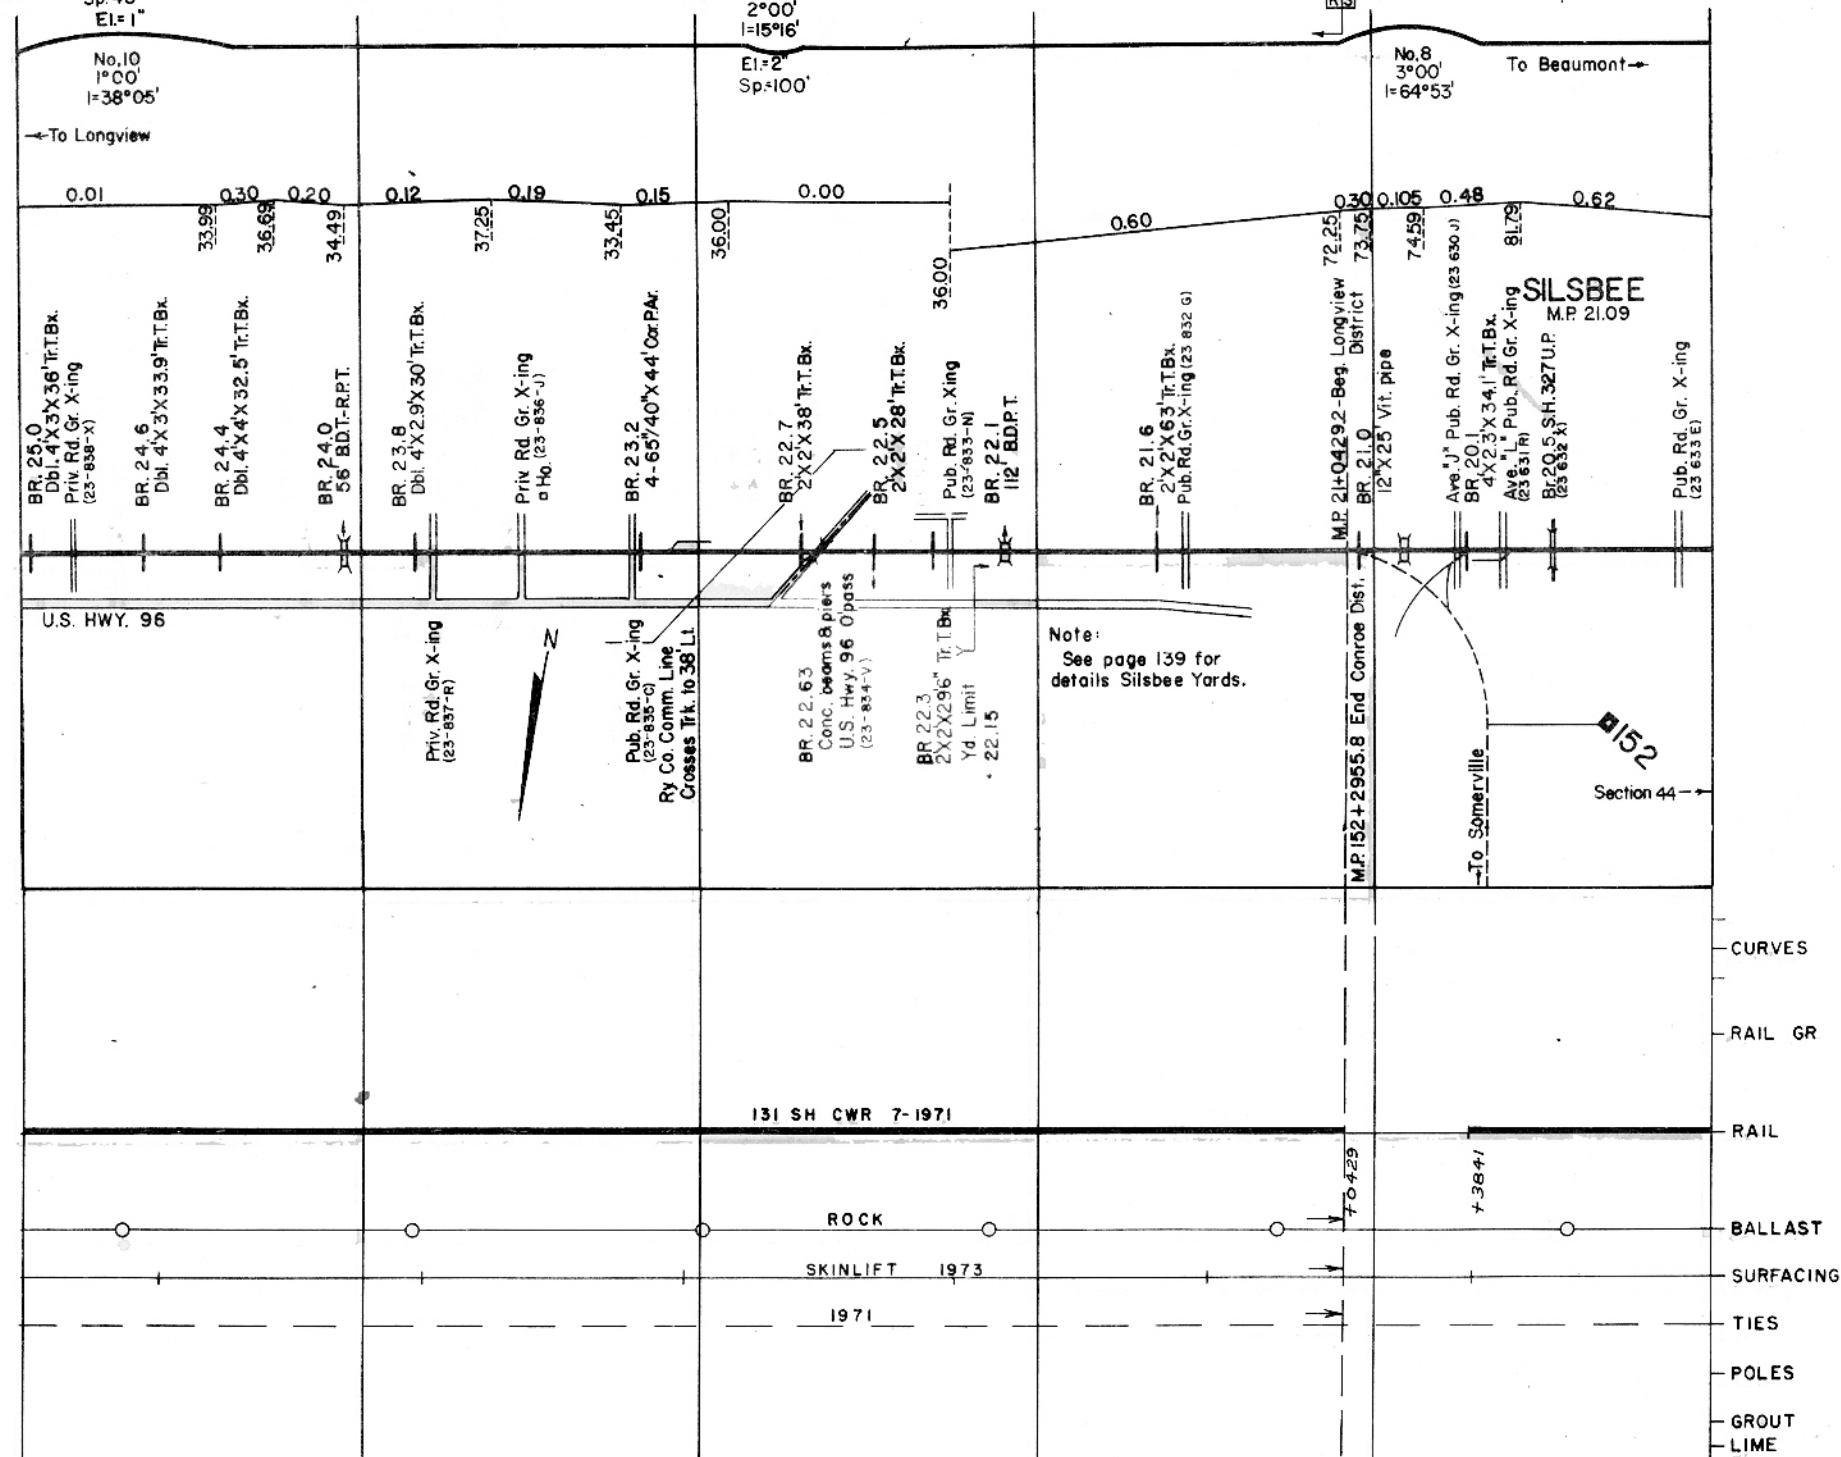 El.= 1"
No.10
1°00'
I=38°05'
2°00'
I=15°16'
El.=2"
Sp.=100'
No.8
3°00'
I=64°53'
To Beaumont
To Longview
0.01
0.30
0.20
0.12
0.19
0.15
0.00
0.60
0.30
0.105
0.48
0.62
33.99
36.69
34.49
37.25
33.45
36.00
36.00
72.25
73.75
74.59
81.79
SILSBEE
M.P. 21.09
BR. 25.0
Dbl. 4'X3'X36' Tr.T.Bx.
Priv. Rd. Gr. X-ing
(23-838-X)
BR. 24.6
Dbl. 4'X3'X33.9' Tr.T.Bx.
BR. 24.4
Dbl. 4'X4'X32.5' Tr.T.Bx.
BR. 24.0
56' B.D.T.-R.P.T.
BR. 23.8
Dbl. 4'X2.9'X30' Tr.T.Bx.
Priv. Rd. Gr. X-ing
a Ho. (23-836-J)
BR. 23.2
4-65"/40"X44' Cor.P.Ar.
BR. 22.7
2'X2'X38' Tr.T.Bx.
BR. 22.5
2'X2'X28' Tr.T.Bx.
Pub. Rd. Gr. Xing
(23-833-N)
BR. 22.1
112' B.D.P.T.
BR. 21.6
2'X2'X63' Tr.T.Bx.
Pub. Rd. Gr. X-ing (23 832 G)
M.P. 21+0429.2-Beg. Longview
District
BR. 21.0
12"X25' Vit. pipe
Ave. "J" Pub. Rd. Gr. X-ing (23 630 J)
BR. 20.1
4'X2.3'X34.1' Tr.T.Bx.
Ave. "L" Pub. Rd. Gr. X-ing
(23 631 R)
Br. 20.5 S.H. 327 U.P.
(23 632 X)
Pub. Rd. Gr. X-ing
(23 633 E)
U.S. HWY. 96
Priv. Rd. Gr. X-ing
(23-837-R)
N
Pub. Rd. Gr. X-ing
(23-835-C)
Ry. Co. Comm. Line
Crosses Trk. to 38' Lt.
BR. 22.63
Conc. beams & piers
U.S. Hwy. 96 O'pass
(23-834-V)
BR 22.3
2'X2'X29'6" Tr.T.Bx.
Yd. Limit
22.15
Y
Note:
See page 139 for
details Silsbee Yards.
M.P. 152+2955.8 End Conroe Dist.
To Somerville
152
Section 44
CURVES
RAIL GR
131 SH CWR 7-1971
RAIL
+0429
+3841
ROCK
BALLAST
SKINLIFT 1973
SURFACING
1971
TIES
POLES
GROUT
LIME